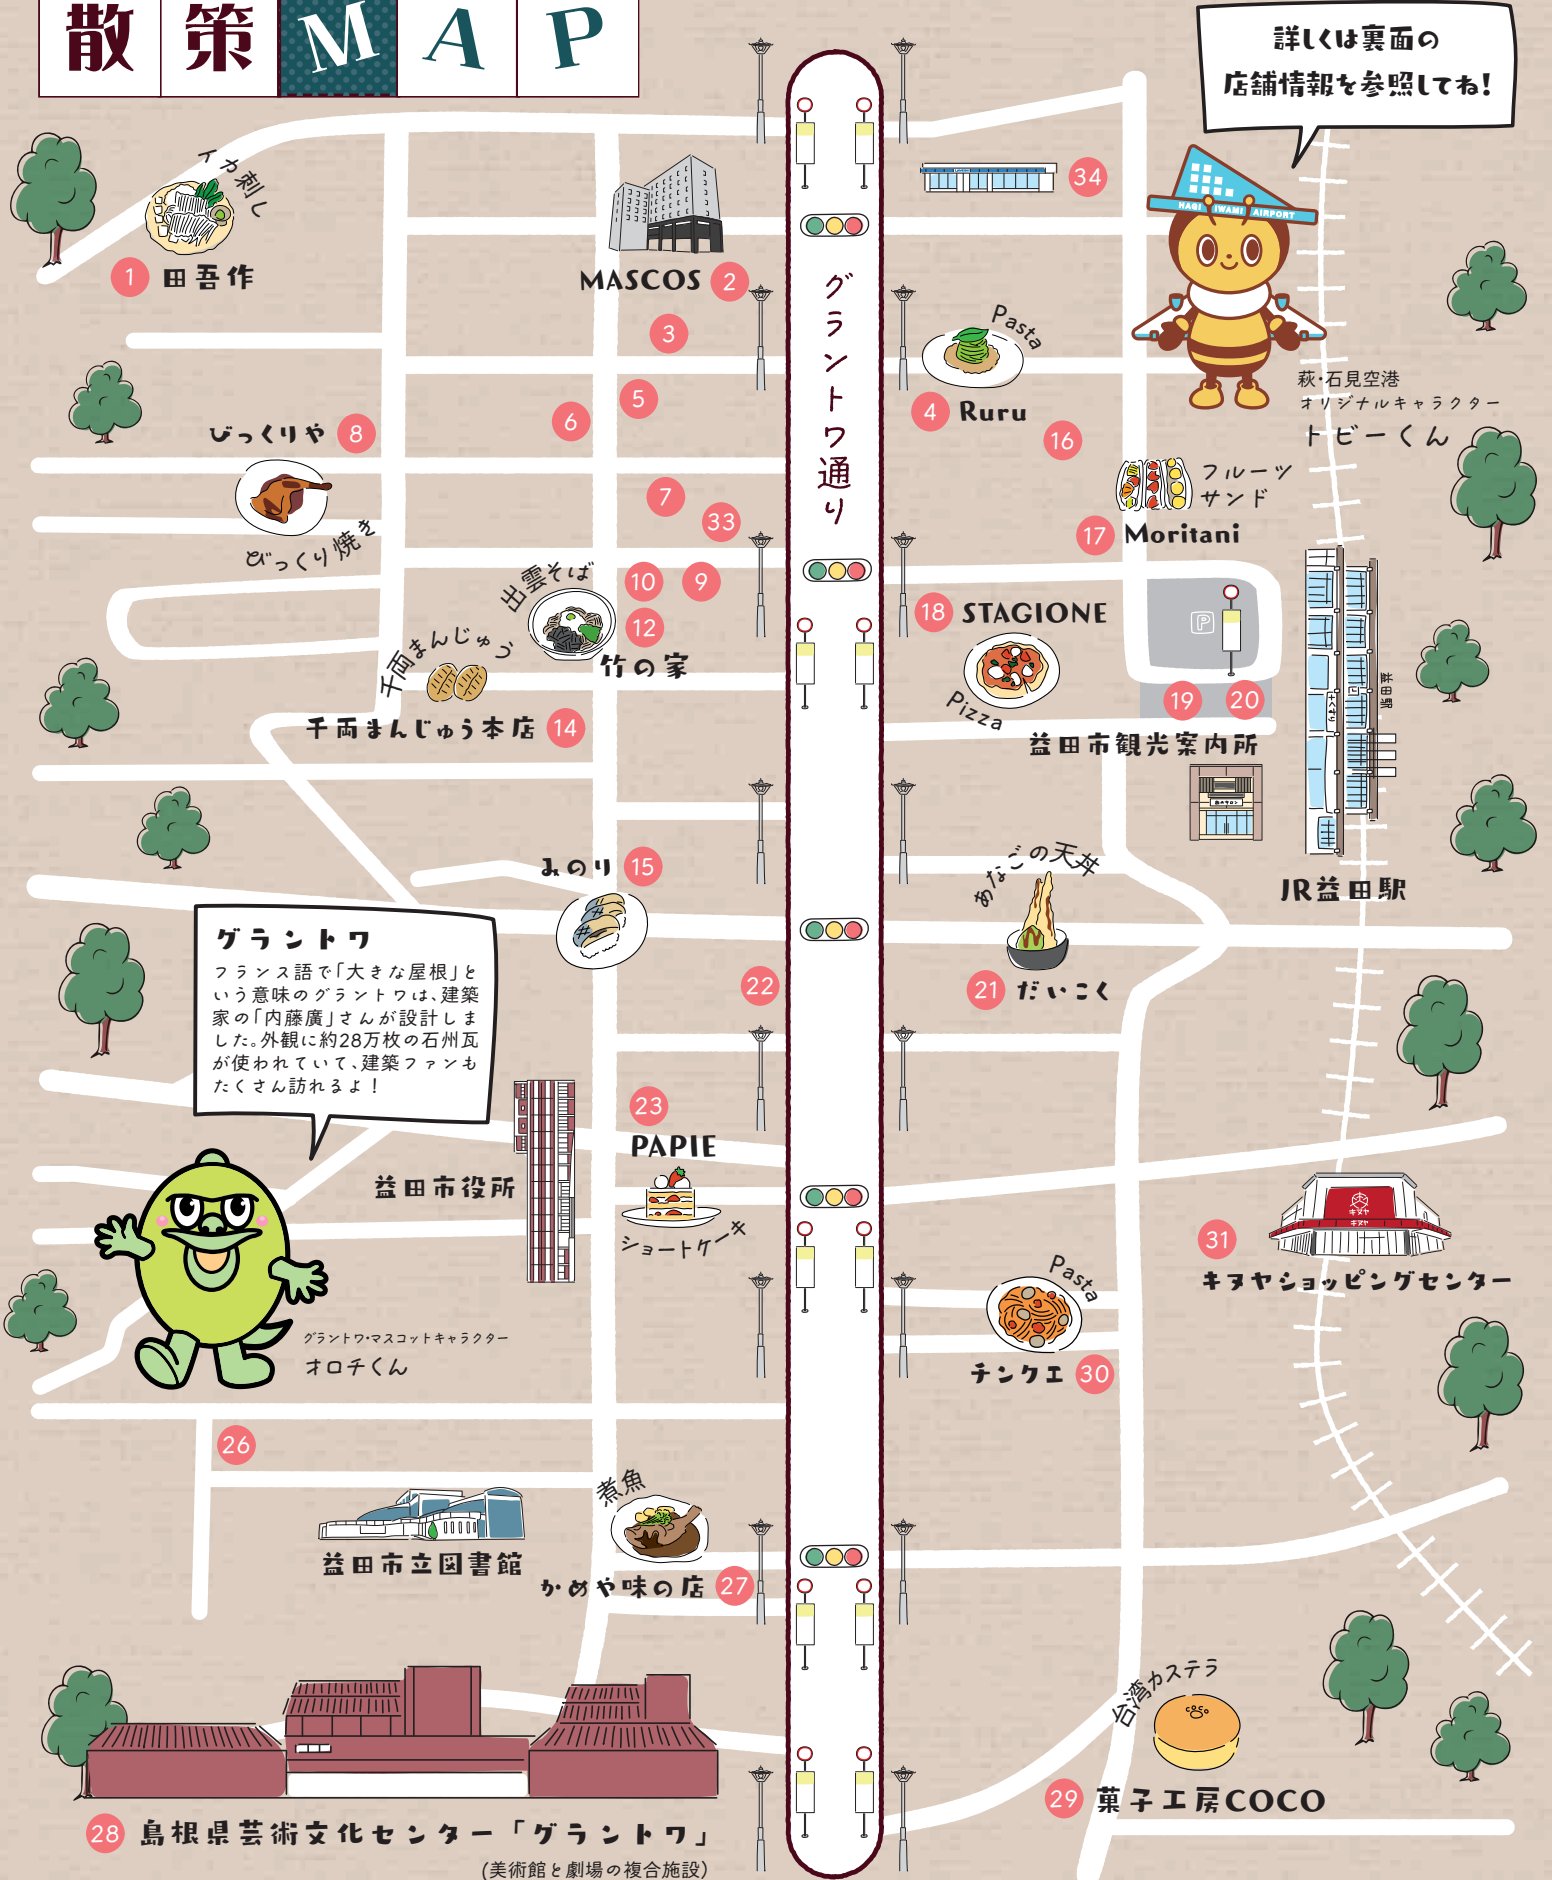 散策MAP
詳しくは裏面の
店舗情報を参照してね!
HAGI IWAMI AIRPORT
萩・石見空港
オリジナルキャラクター
トビーくん
イカ刺し
1 田吾作
MASCOS 2
3
34
グラントワ通り
Pasta
4 Ruru
5
6
びっくりや 8
びっくり焼き
16
フルーツ
サンド
17 Moritani
7
33
出雲そば
10
9
12
竹の家
千両まんじゅう
千両まんじゅう本店 14
18 STAGIONE
Pizza
P
19
20
益田市観光案内所
益田駅
JR益田駅
みのり 15
あなごの天丼
21 だいこく
22
グラントワ
フランス語で「大きな屋根」と
いう意味のグラントワは、建築
家の「内藤廣」さんが設計しま
した。外観に約28万枚の石州瓦
が使われていて、建築ファンも
たくさん訪れるよ!
グラントワ・マスコットキャラクター
オロチくん
益田市役所
23
PAPIE
ショートケーキ
キヌヤ
キヌヤ
31
キヌヤショッピングセンター
Pasta
チンクエ 30
26
益田市立図書館
煮魚
かめや味の店 27
台湾カステラ
29 菓子工房COCO
28 島根県芸術文化センター「グラントワ」
(美術館と劇場の複合施設)